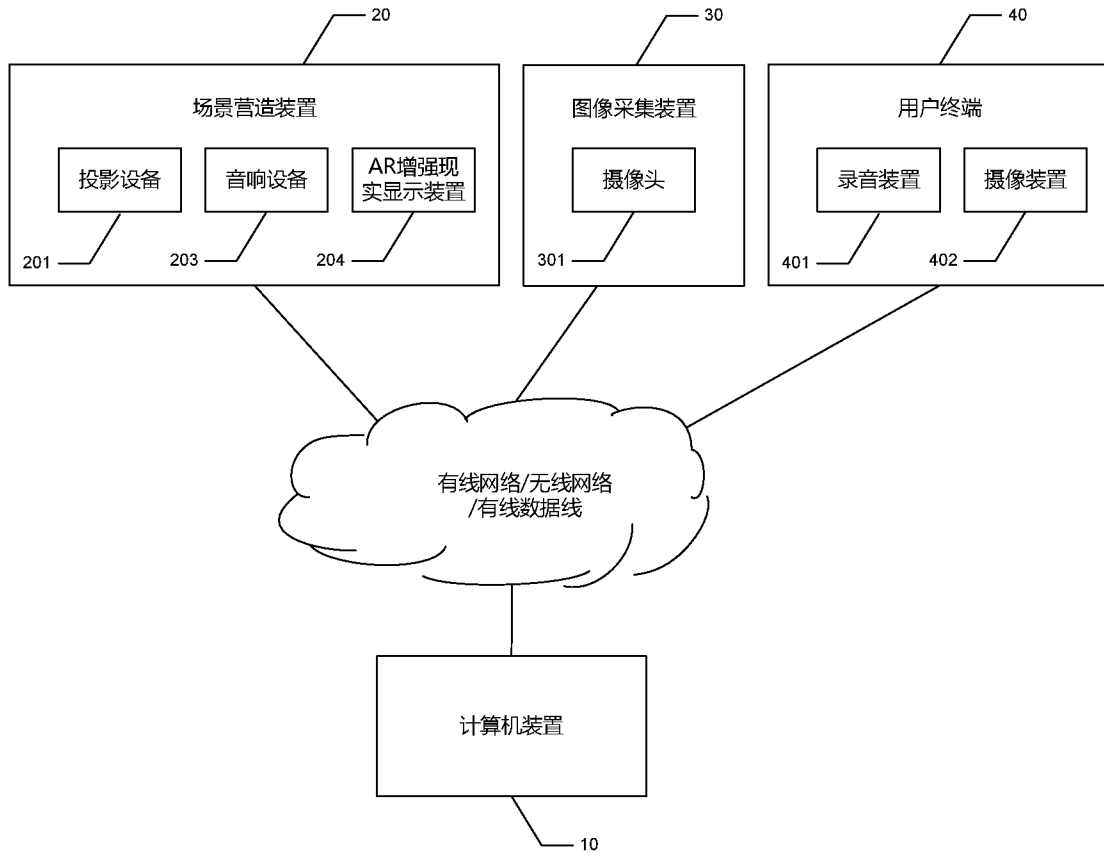 20
30
40
场景营造装置
图像采集装置
用户终端
投影设备
音响设备
AR增强现
实显示装置
摄像头
录音装置
摄像装置
201
203
204
301
401
402
有线网络/无线网络
/有线数据线
计算机装置
10